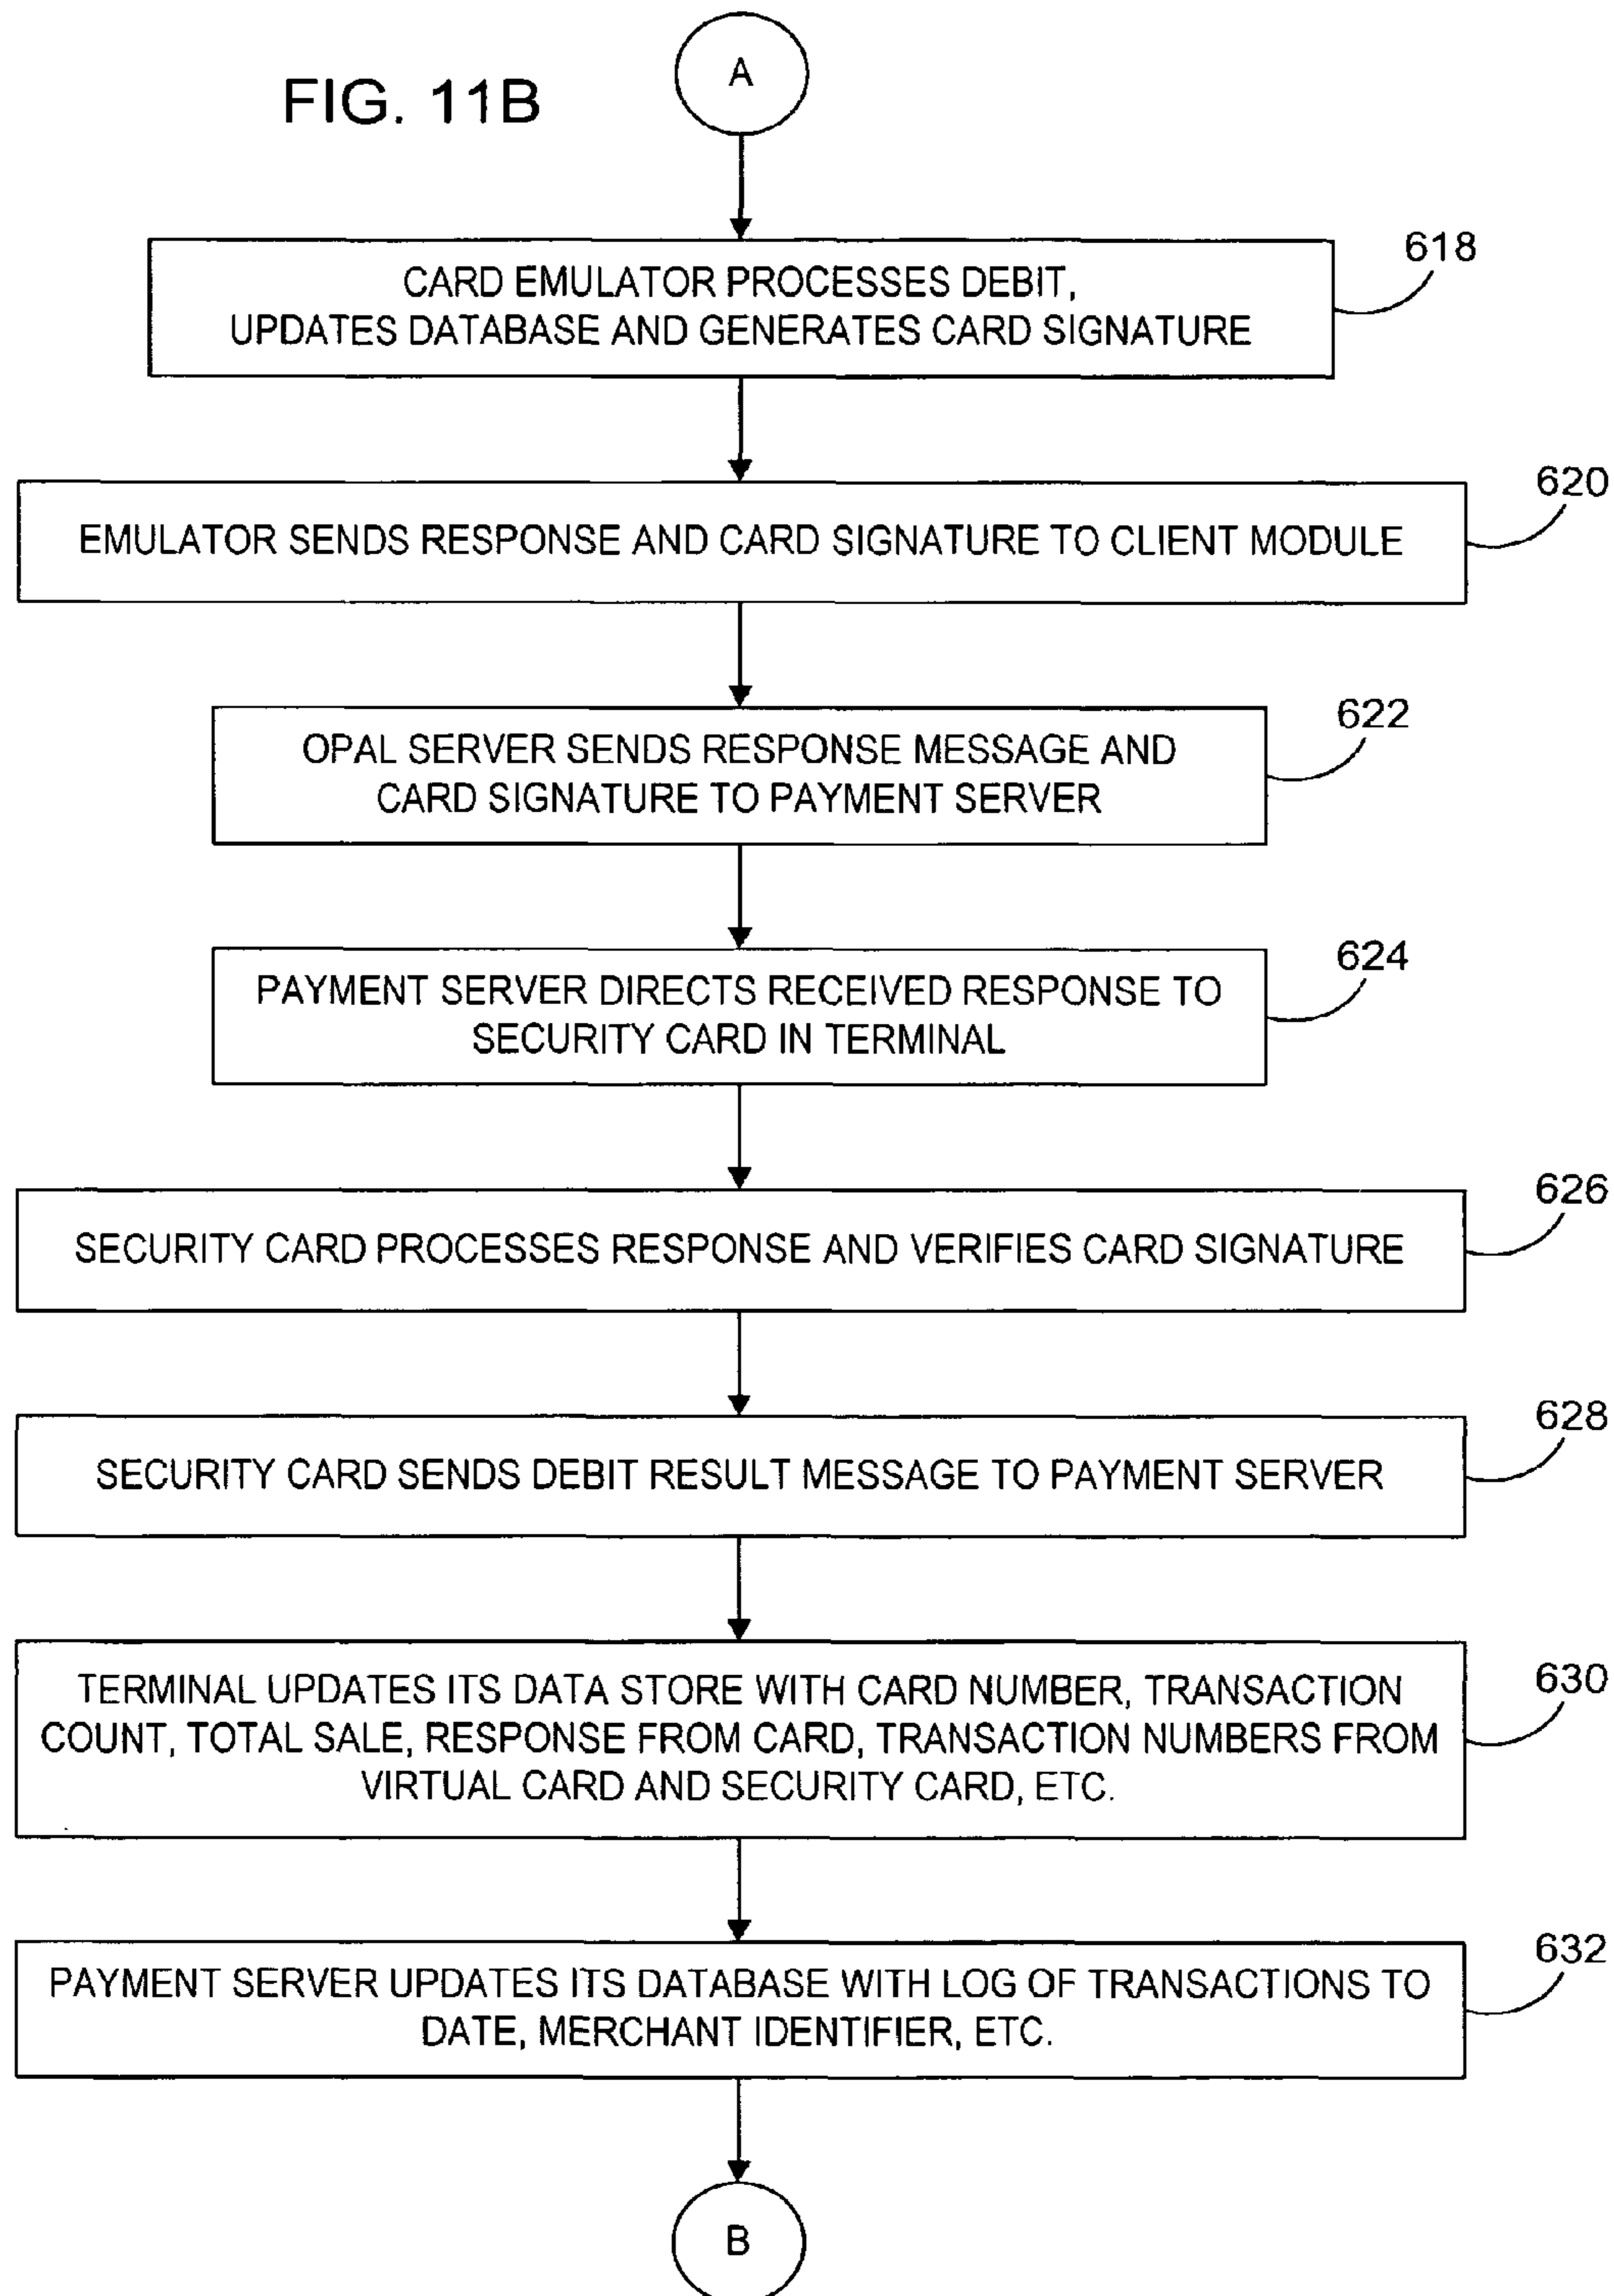 FIG. 11B
A
618
CARD EMULATOR PROCESSES DEBIT,
UPDATES DATABASE AND GENERATES CARD SIGNATURE
620
EMULATOR SENDS RESPONSE AND CARD SIGNATURE TO CLIENT MODULE
622
OPAL SERVER SENDS RESPONSE MESSAGE AND
CARD SIGNATURE TO PAYMENT SERVER
624
PAYMENT SERVER DIRECTS RECEIVED RESPONSE TO
SECURITY CARD IN TERMINAL
626
SECURITY CARD PROCESSES RESPONSE AND VERIFIES CARD SIGNATURE
628
SECURITY CARD SENDS DEBIT RESULT MESSAGE TO PAYMENT SERVER
630
TERMINAL UPDATES ITS DATA STORE WITH CARD NUMBER, TRANSACTION
COUNT, TOTAL SALE, RESPONSE FROM CARD, TRANSACTION NUMBERS FROM
VIRTUAL CARD AND SECURITY CARD, ETC.
632
PAYMENT SERVER UPDATES ITS DATABASE WITH LOG OF TRANSACTIONS TO
DATE, MERCHANT IDENTIFIER, ETC.
B